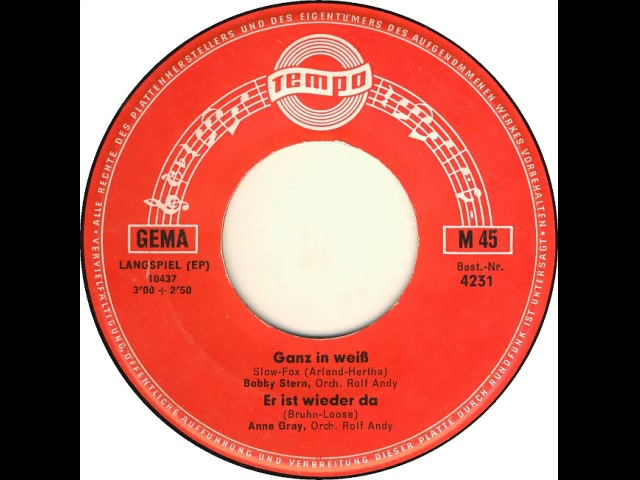 ALLE RECHTE DES PLATTENHERSTELLERS UND DES EIGENTÜMERS DES AUFGENOMMENEN WERKES VORBEHALTEN
• VERVIELFÄLTIGUNG, ÖFFENTLICHE AUFFÜHRUNG UND VERBREITUNG DIESER PLATTE DURCH RUNDFUNK IST UNTERSAGT •
Tempo
GEMA
M 45
LANGSPIEL (EP)
10437
3'00 + 2'50
Best.-Nr.
4231
Ganz in weiß
Slow-Fox (Arland-Hertha)
Bobby Stern, Orch. Rolf Andy
Er ist wieder da
(Bruhn-Loose)
Anne Gray, Orch. Rolf Andy